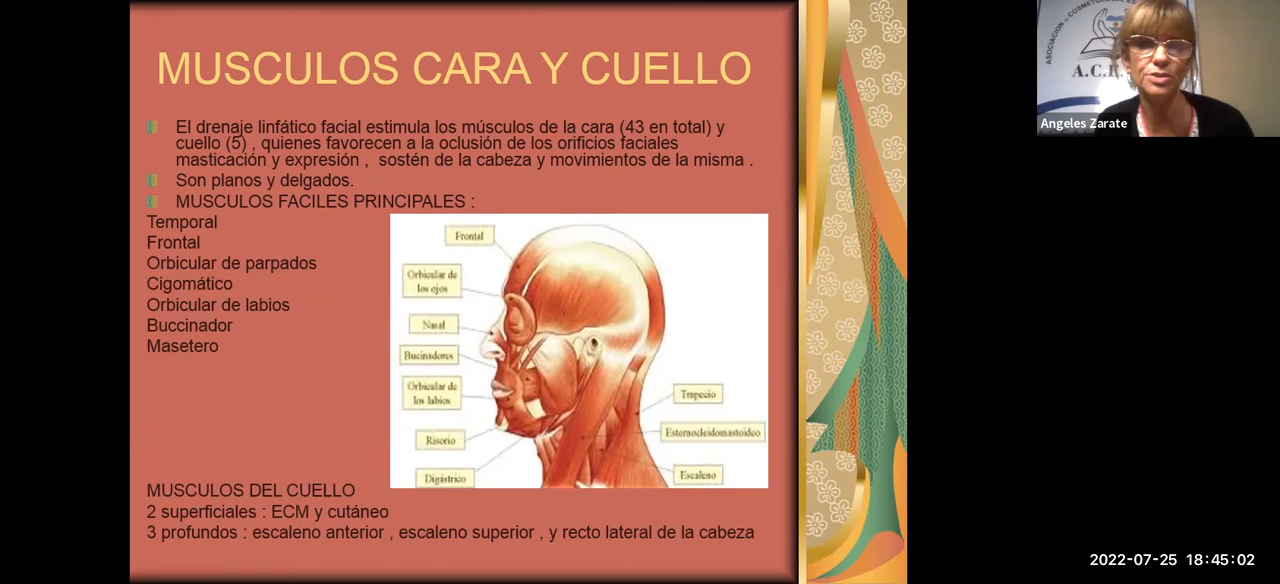 MUSCULOS CARA Y CUELLO
El drenaje linfático facial estimula los músculos de la cara (43 en total) y
cuello (5) , quienes favorecen a la oclusión de los orificios faciales
masticación y expresión , sostén de la cabeza y movimientos de la misma .
Son planos y delgados.
MUSCULOS FACILES PRINCIPALES :
Temporal
Frontal
Orbicular de parpados
Cigomático
Orbicular de labios
Buccinador
Masetero
Frontal
Orbicular de
los ojos
Nasal
Bucinadores
Orbicular de
los labios
Risorio
Digástrico
Trapecio
Esternocleidomastoídeo
Escaleno
MUSCULOS DEL CUELLO
2 superficiales : ECM y cutáneo
3 profundos : escaleno anterior , escaleno superior , y recto lateral de la cabeza
Angeles Zarate
2022-07-25 18:45:02